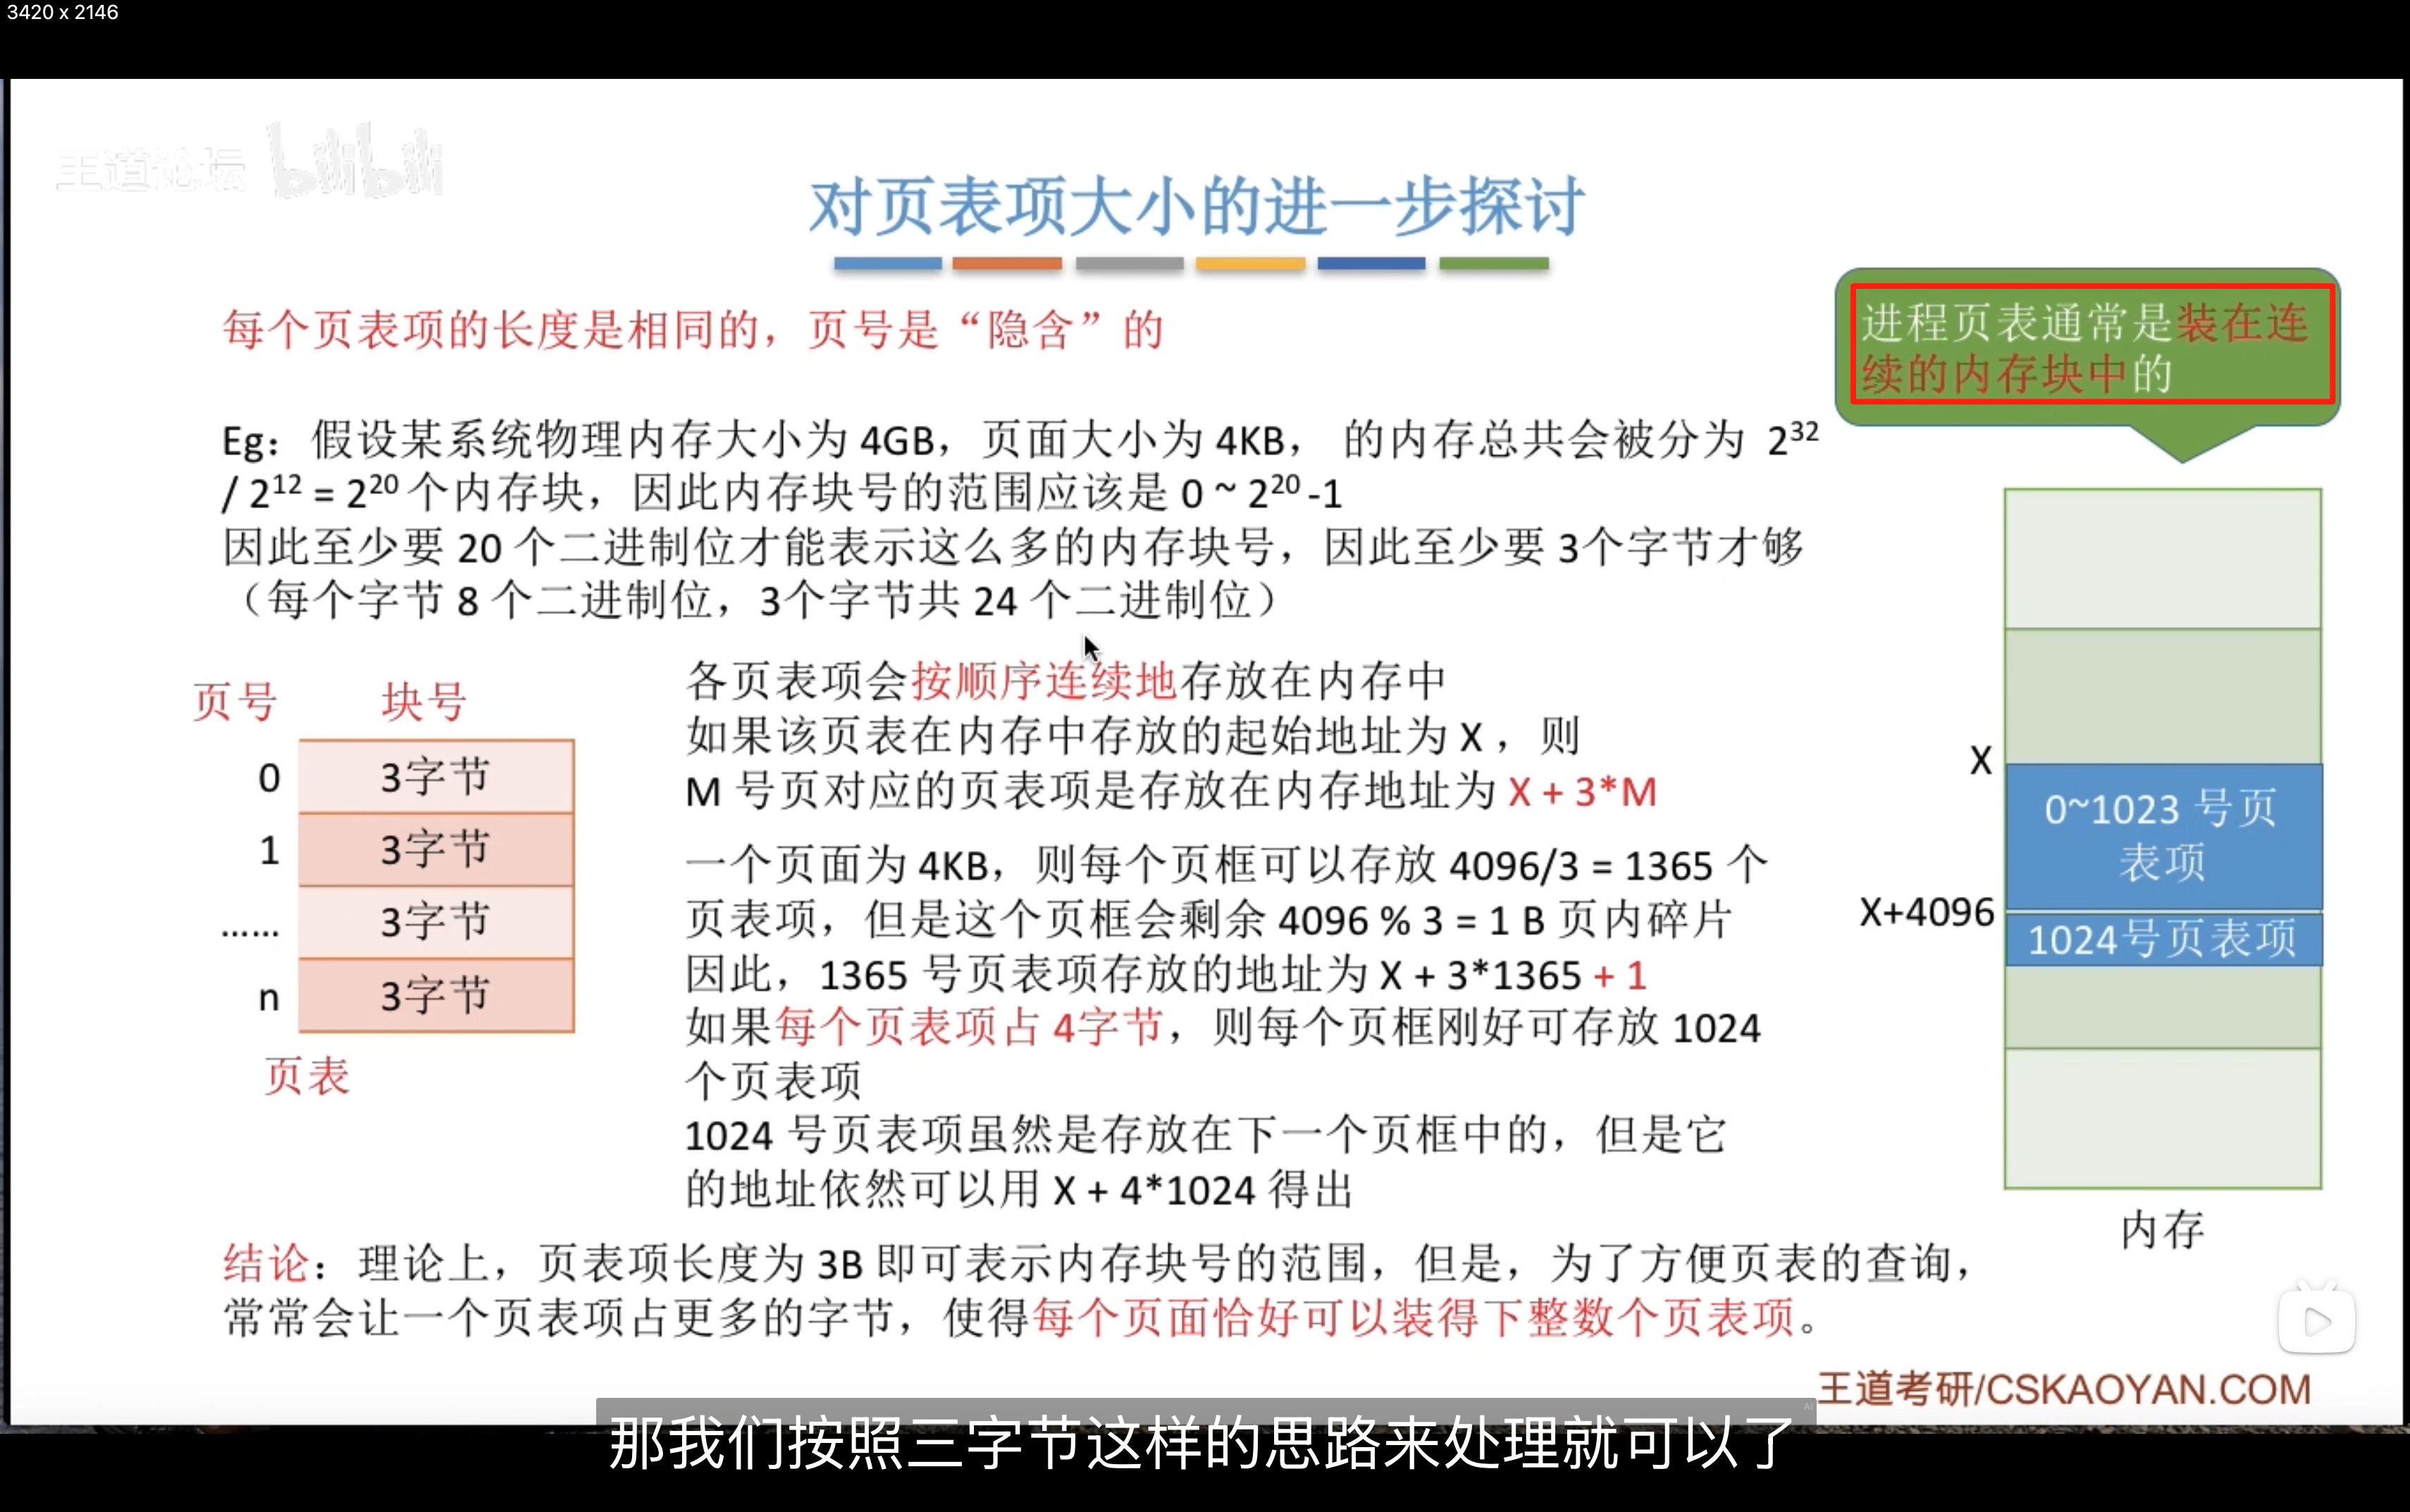 3420 x 2146
王道论坛 bilibili
对页表项大小的进一步探讨
每个页表项的长度是相同的，页号是“隐含”的
进程页表通常是装在连
续的内存块中的
Eg：假设某系统物理内存大小为 4GB，页面大小为 4KB， 的内存总共会被分为 2³²
/ 2¹² = 2²⁰ 个内存块，因此内存块号的范围应该是 0 ~ 2²⁰ -1
因此至少要 20 个二进制位才能表示这么多的内存块号，因此至少要 3个字节才够
（每个字节 8 个二进制位，3个字节共 24 个二进制位）
页号 块号
0 3字节
1 3字节
…… 3字节
n 3字节
页表
各页表项会按顺序连续地存放在内存中
如果该页表在内存中存放的起始地址为 X ，则
M 号页对应的页表项是存放在内存地址为 X + 3*M
一个页面为 4KB，则每个页框可以存放 4096/3 = 1365 个
页表项，但是这个页框会剩余 4096 % 3 = 1 B 页内碎片
因此，1365 号页表项存放的地址为 X + 3*1365 + 1
如果每个页表项占 4字节，则每个页框刚好可存放 1024
个页表项
1024 号页表项虽然是存放在下一个页框中的，但是它
的地址依然可以用 X + 4*1024 得出
X
0~1023 号页
表项
X+4096
1024号页表项
内存
结论：理论上，页表项长度为 3B 即可表示内存块号的范围，但是，为了方便页表的查询，
常常会让一个页表项占更多的字节，使得每个页面恰好可以装得下整数个页表项。
王道考研/CSKAOYAN.COM
AI
那我们按照三字节这样的思路来处理就可以了